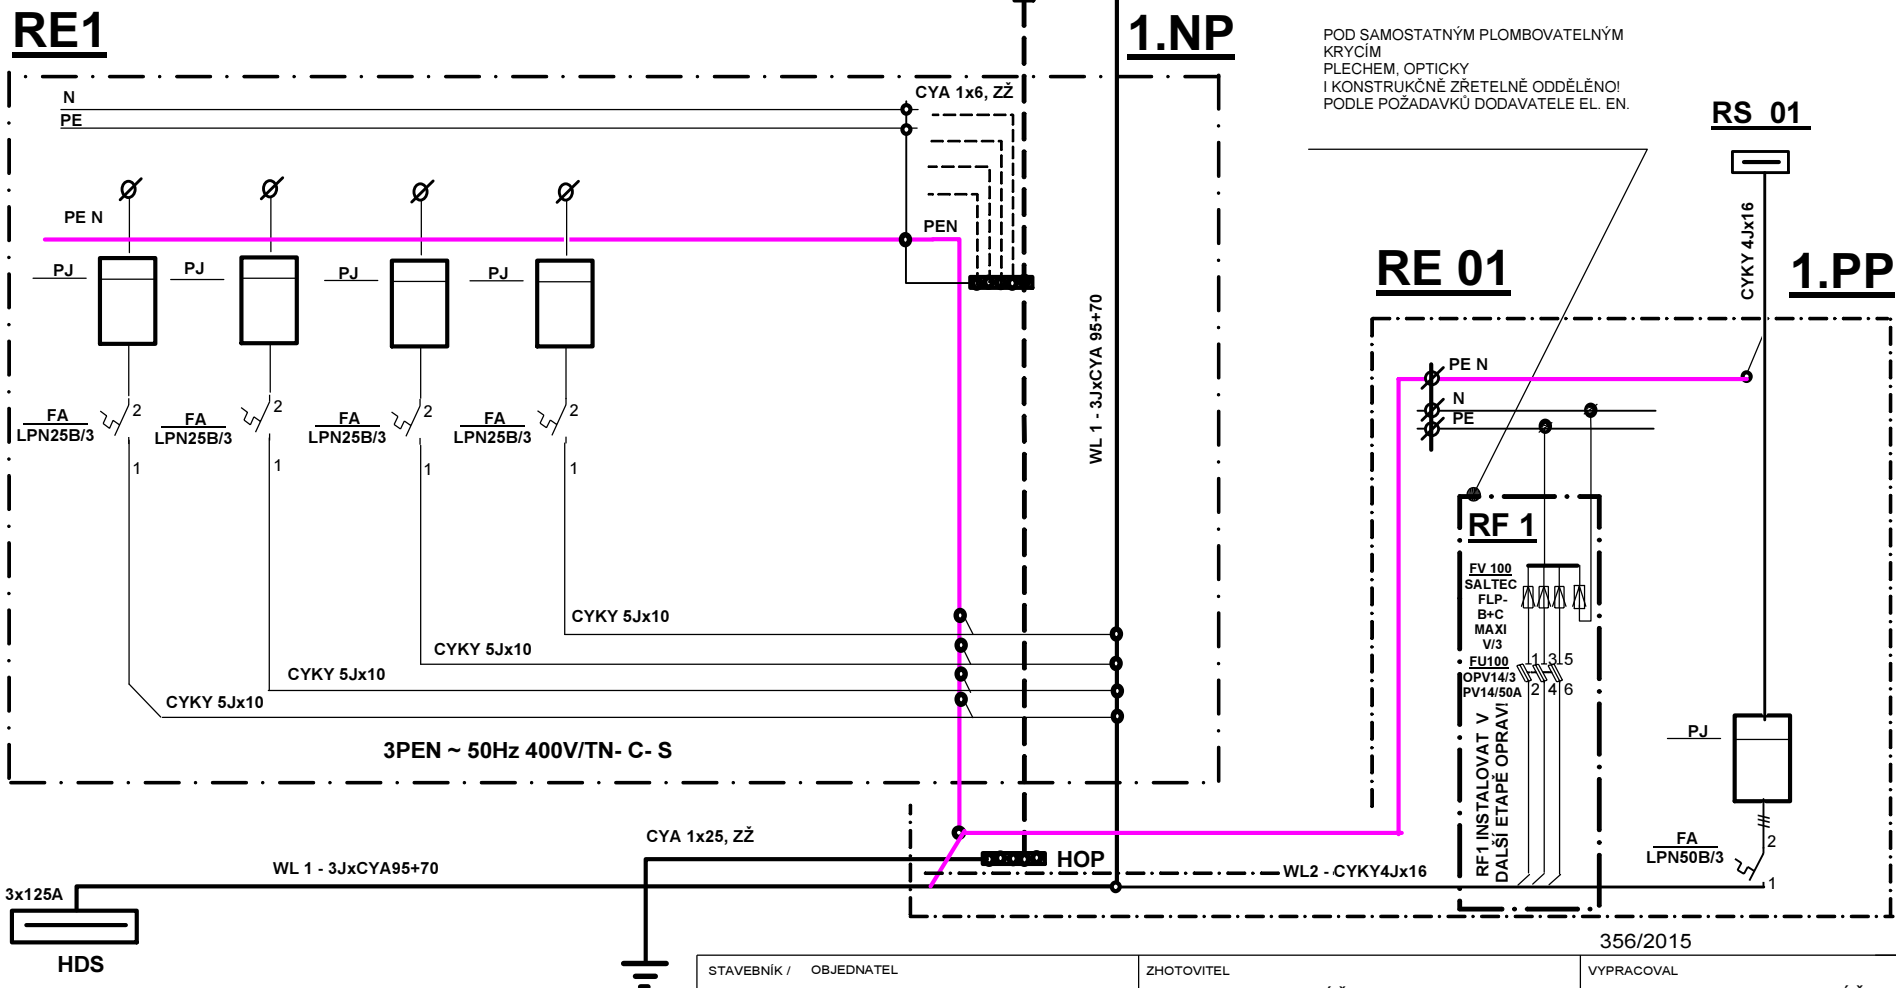 RE1
1.NP
POD SAMOSTATNÝM PLOMBOVATELNÝM
KRYCÍM
PLECHEM, OPTICKY
I KONSTRUKČNĚ ZŘETELNĚ ODDĚLĚNO!
PODLE POŽADAVKŮ DODAVATELE EL. EN.
RS 01
N
PE
CYA 1x6, ZŽ
PE N
PEN
PJ
PJ
PJ
PJ
FA
LPN25B/3
2
1
FA
LPN25B/3
2
1
FA
LPN25B/3
2
1
FA
LPN25B/3
2
1
CYKY 5Jx10
CYKY 5Jx10
CYKY 5Jx10
CYKY 5Jx10
3PEN ~ 50Hz 400V/TN- C- S
WL 1 - 3JxCYA 95+70
CYKY 4Jx16
RE 01
1.PP
PE N
N
PE
RF 1
FV 100
SALTEC
FLP-
B+C
MAXI
V/3
FU100
OPV14/3
PV14/50A
1 3 5
2 4 6
RF1 INSTALOVAT V
DALŠÍ ETAPĚ OPRAV!
PJ
FA
LPN50B/3
2
1
CYA 1x25, ZŽ
HOP
WL 1 - 3JxCYA95+70
WL2 - CYKY4Jx16
3x125A
HDS
356/2015
STAVEBNÍK / OBJEDNATEL
ZHOTOVITEL
VYPRACOVAL